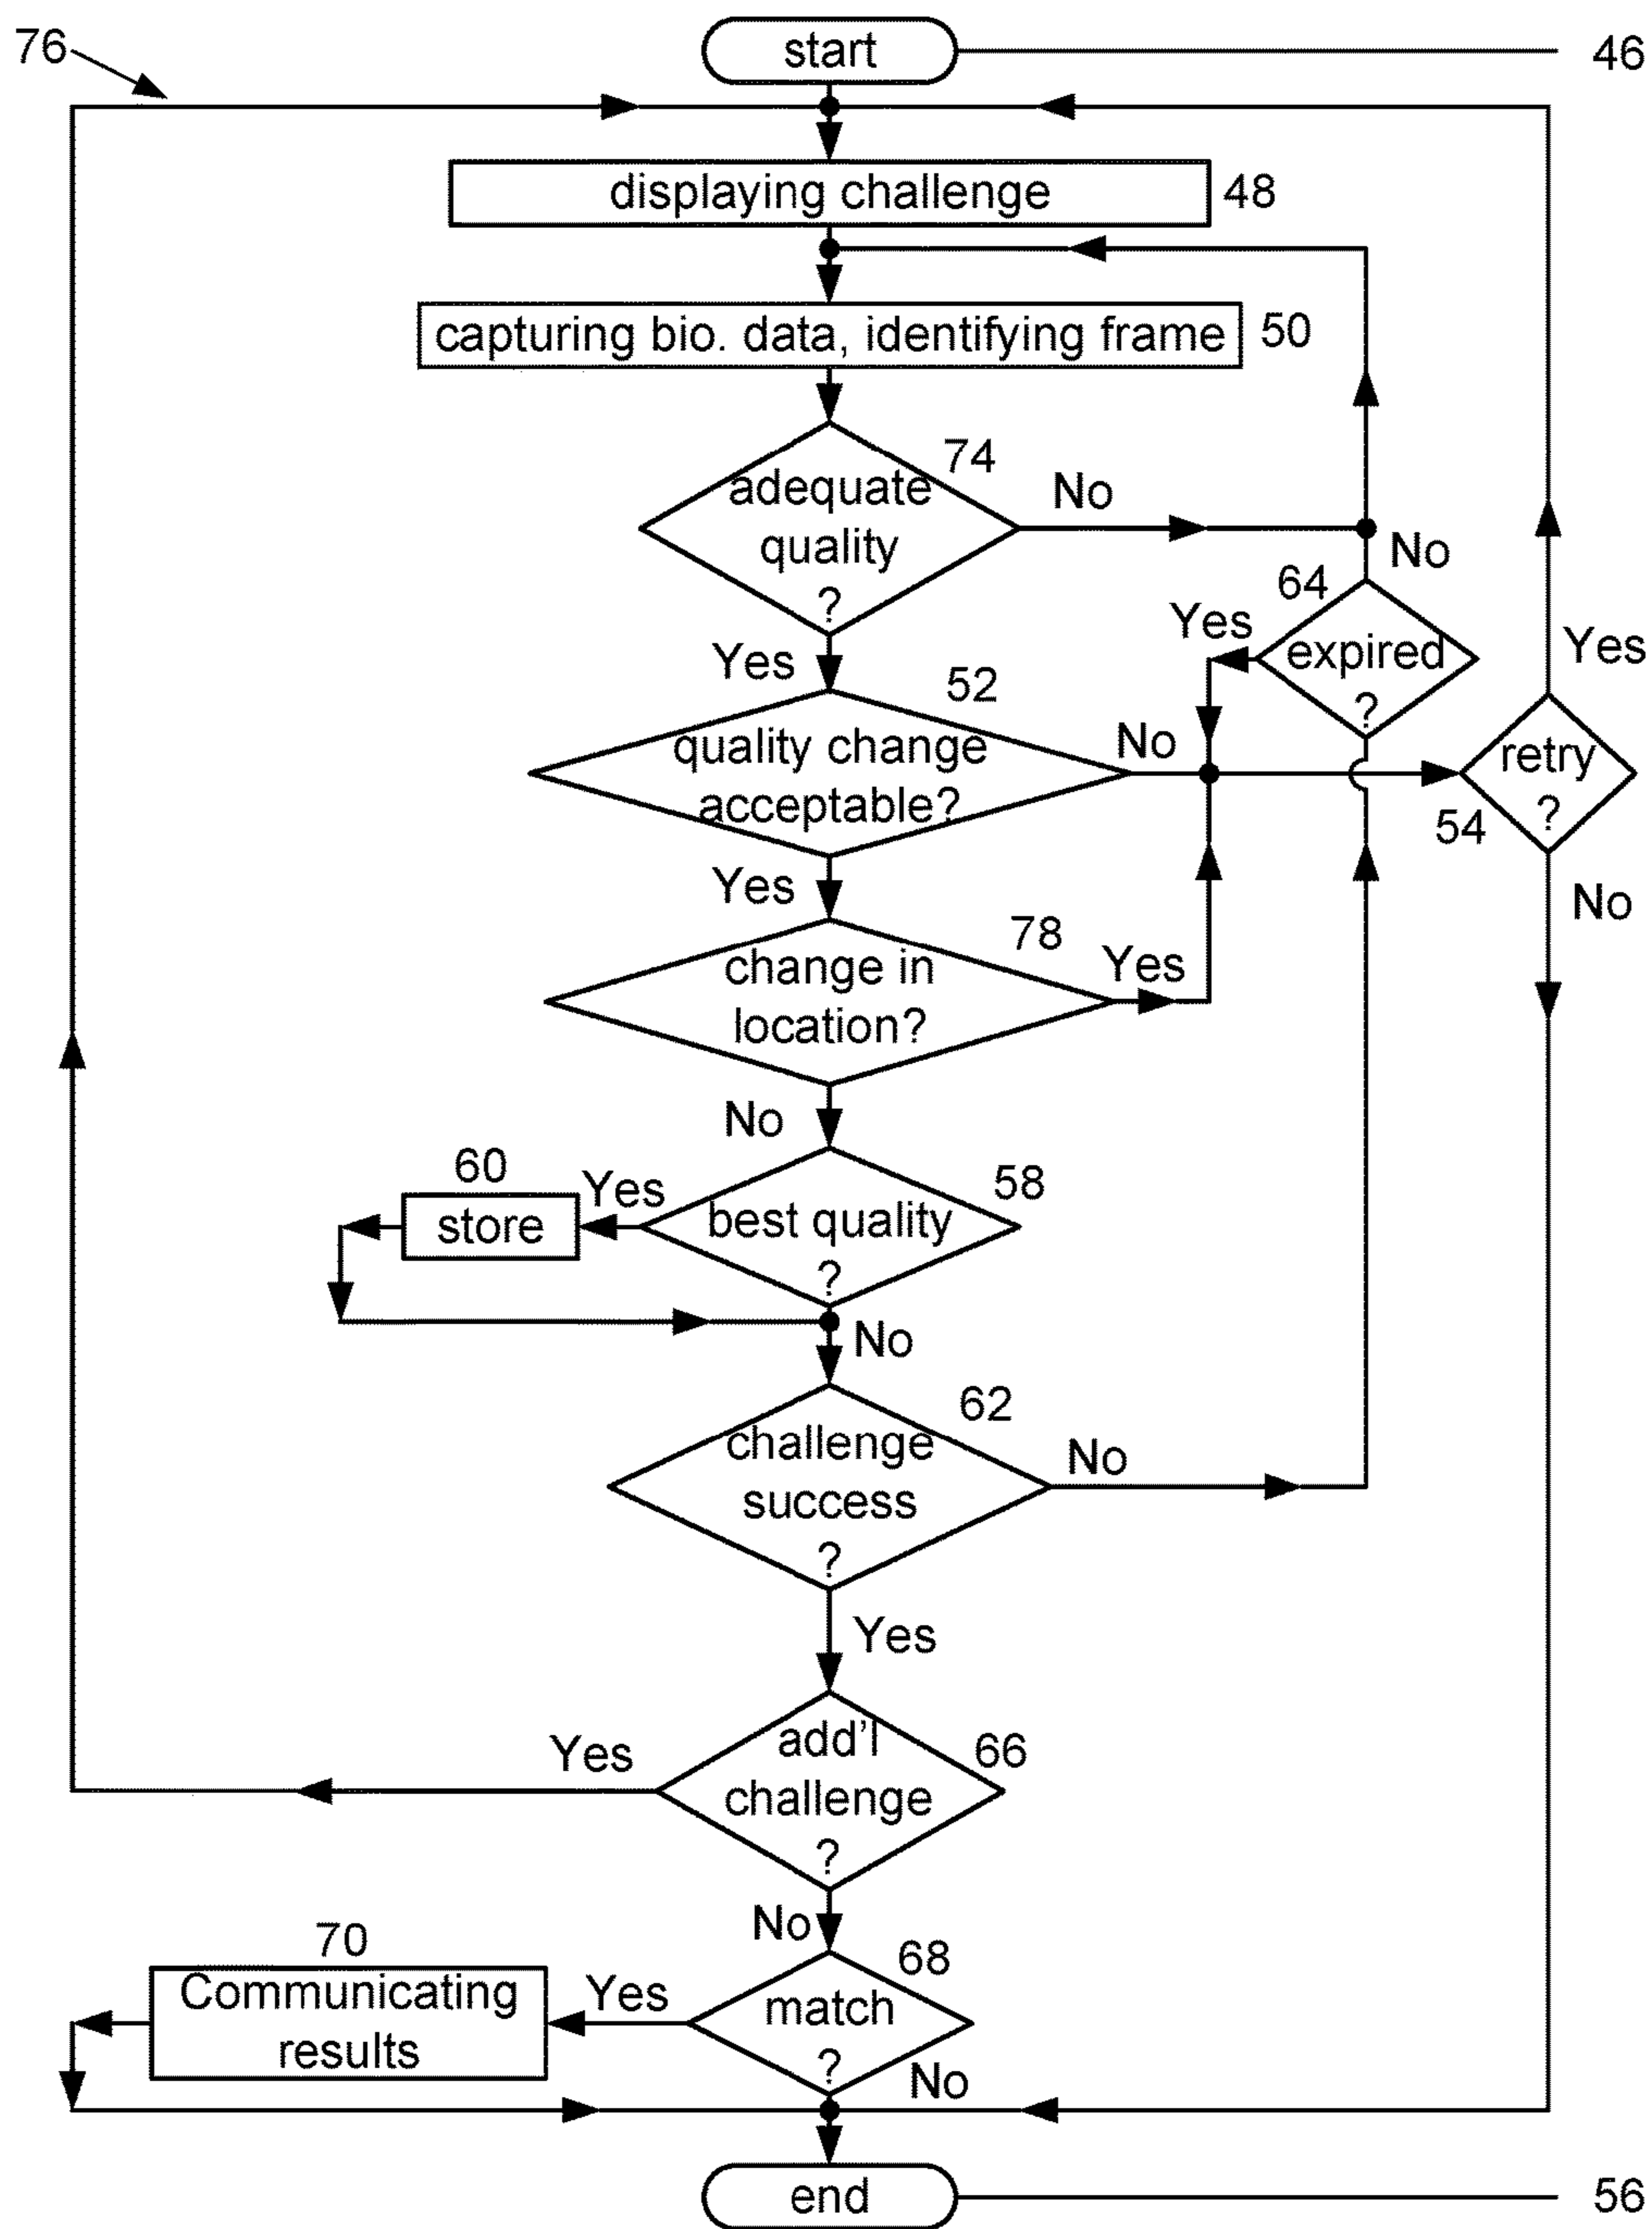 start
46
76
displaying challenge
48
capturing bio. data, identifying frame
50
74
adequate
quality
?
No
No
64
Yes
expired
?
Yes
Yes
52
quality change
acceptable?
No
retry
?
54
Yes
No
78
change in
location?
Yes
No
60
store
Yes
58
best quality
?
No
62
challenge
success
?
No
Yes
add'l
challenge
?
66
Yes
No
70
Communicating
results
Yes
68
match
?
No
end
56